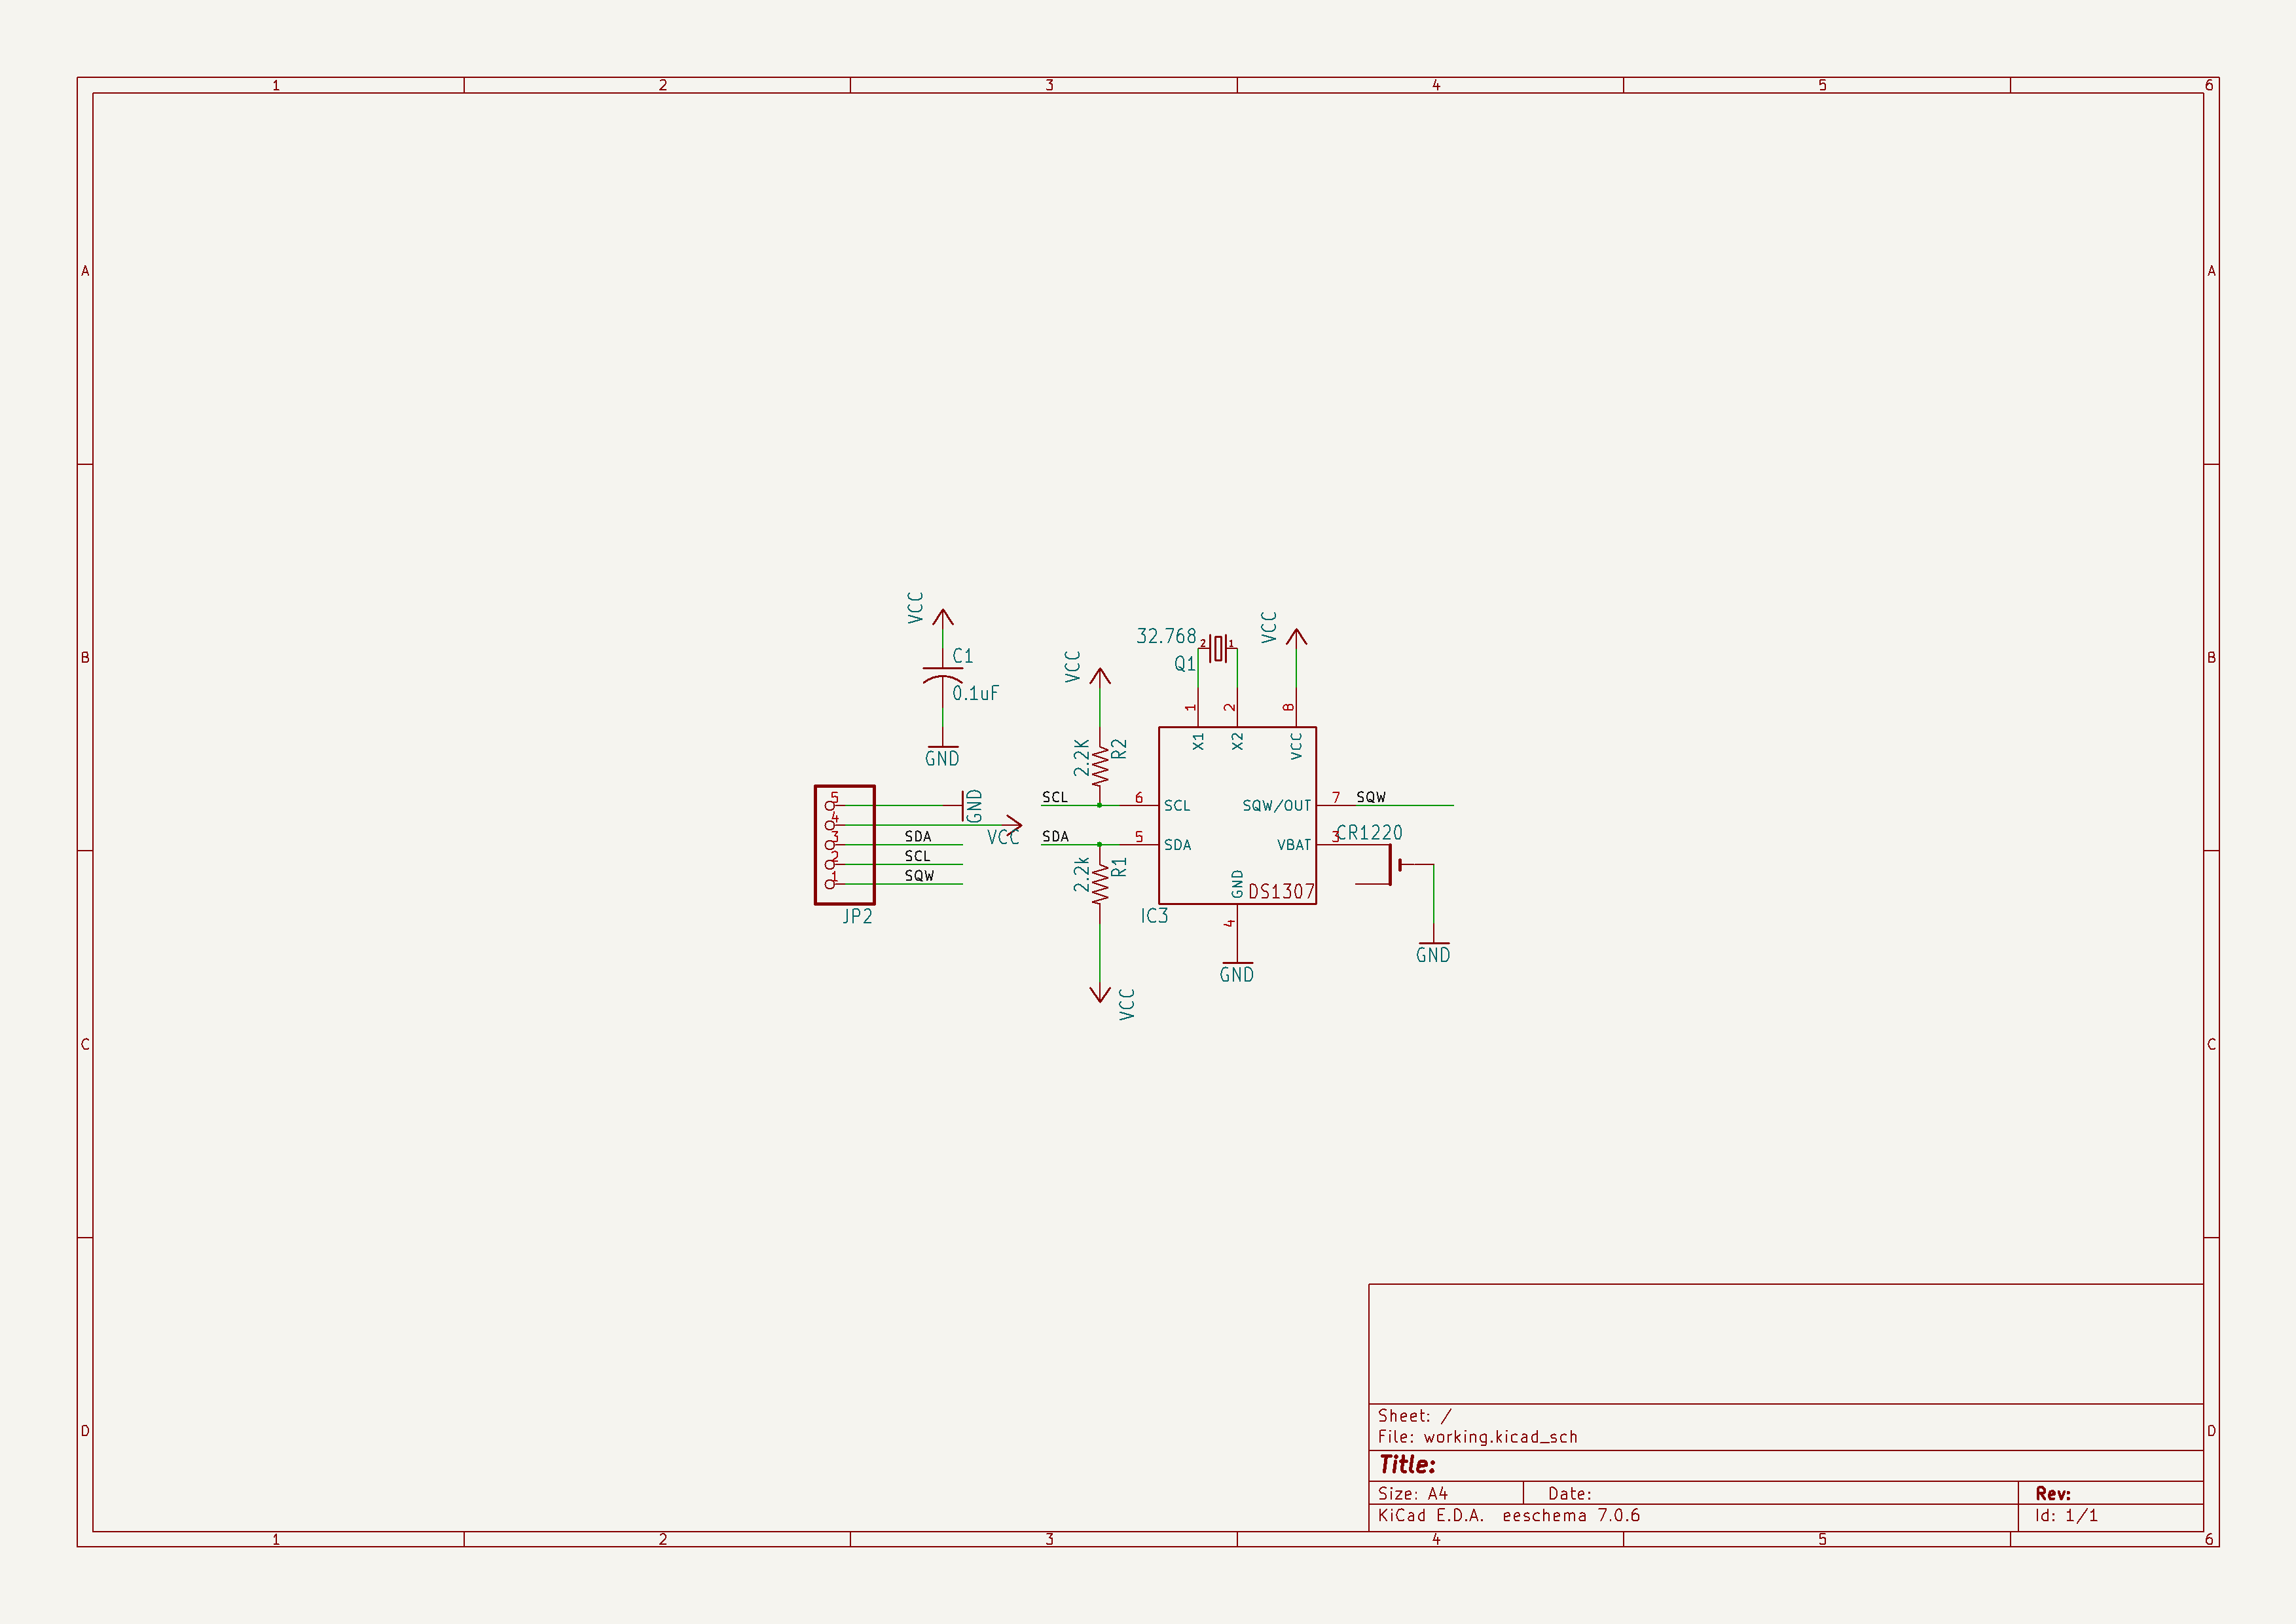 1 2 3 4 5 6
A A
B B
C C
D D
VCC
C1
0.1uF
GND
VCC
2.2K
R2
32.768
Q1
2
1
VCC
1
2
8
X1
X2
VCC
5
4
3
2
1
GND
VCC
SDA
SCL
SQW
JP2
SCL
6
SCL
SDA
5
SDA
SQW/OUT
7
SQW
VBAT
3
CR1220
2.2k
R1
GND
DS1307
IC3
4
GND
GND
VCC
Sheet: /
File: working.kicad_sch
Title:
Size: A4 Date: Rev:
KiCad E.D.A. eeschema 7.0.6 Id: 1/1
1 2 3 4 5 6